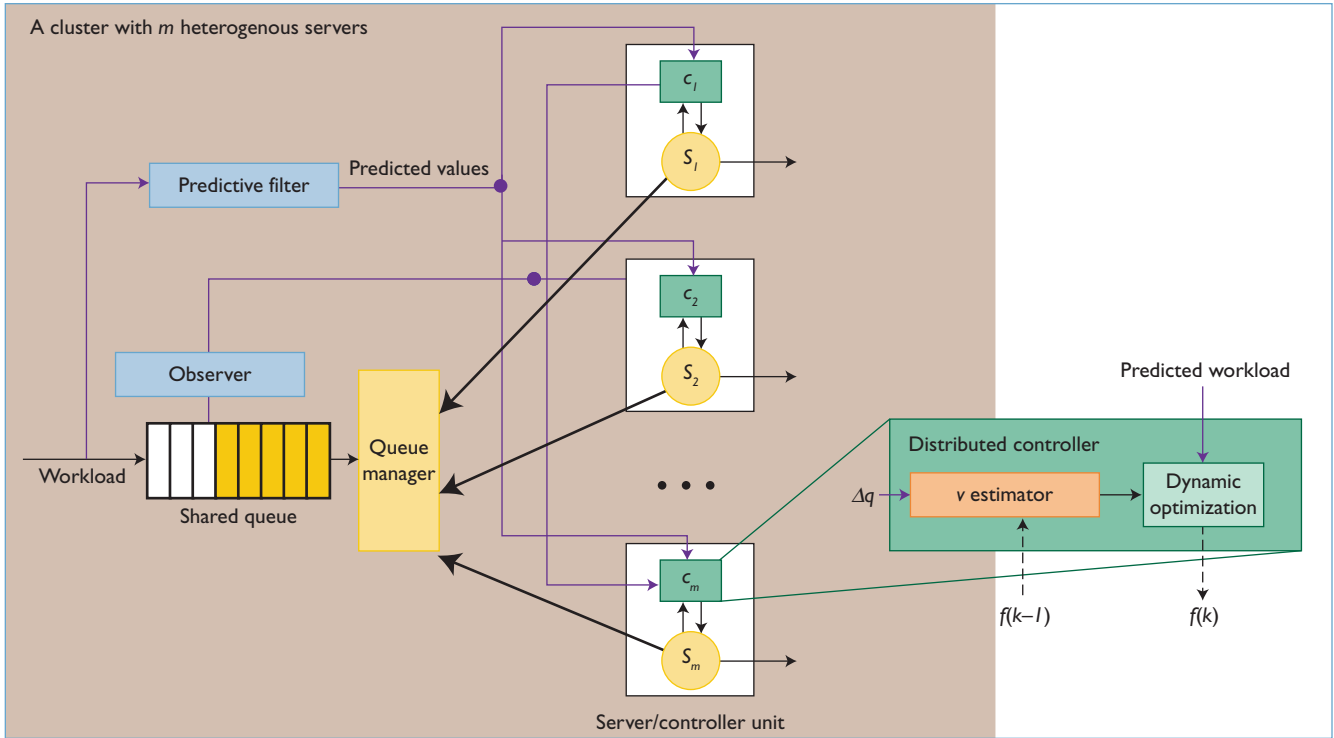 A cluster with m heterogenous servers
c1
S1
Predictive filter
Predicted values
c2
S2
Observer
Queue
manager
Workload
Shared queue
Predicted workload
Distributed controller
Δq
v estimator
Dynamic
optimization
f(k–1)
f(k)
cm
Sm
Server/controller unit